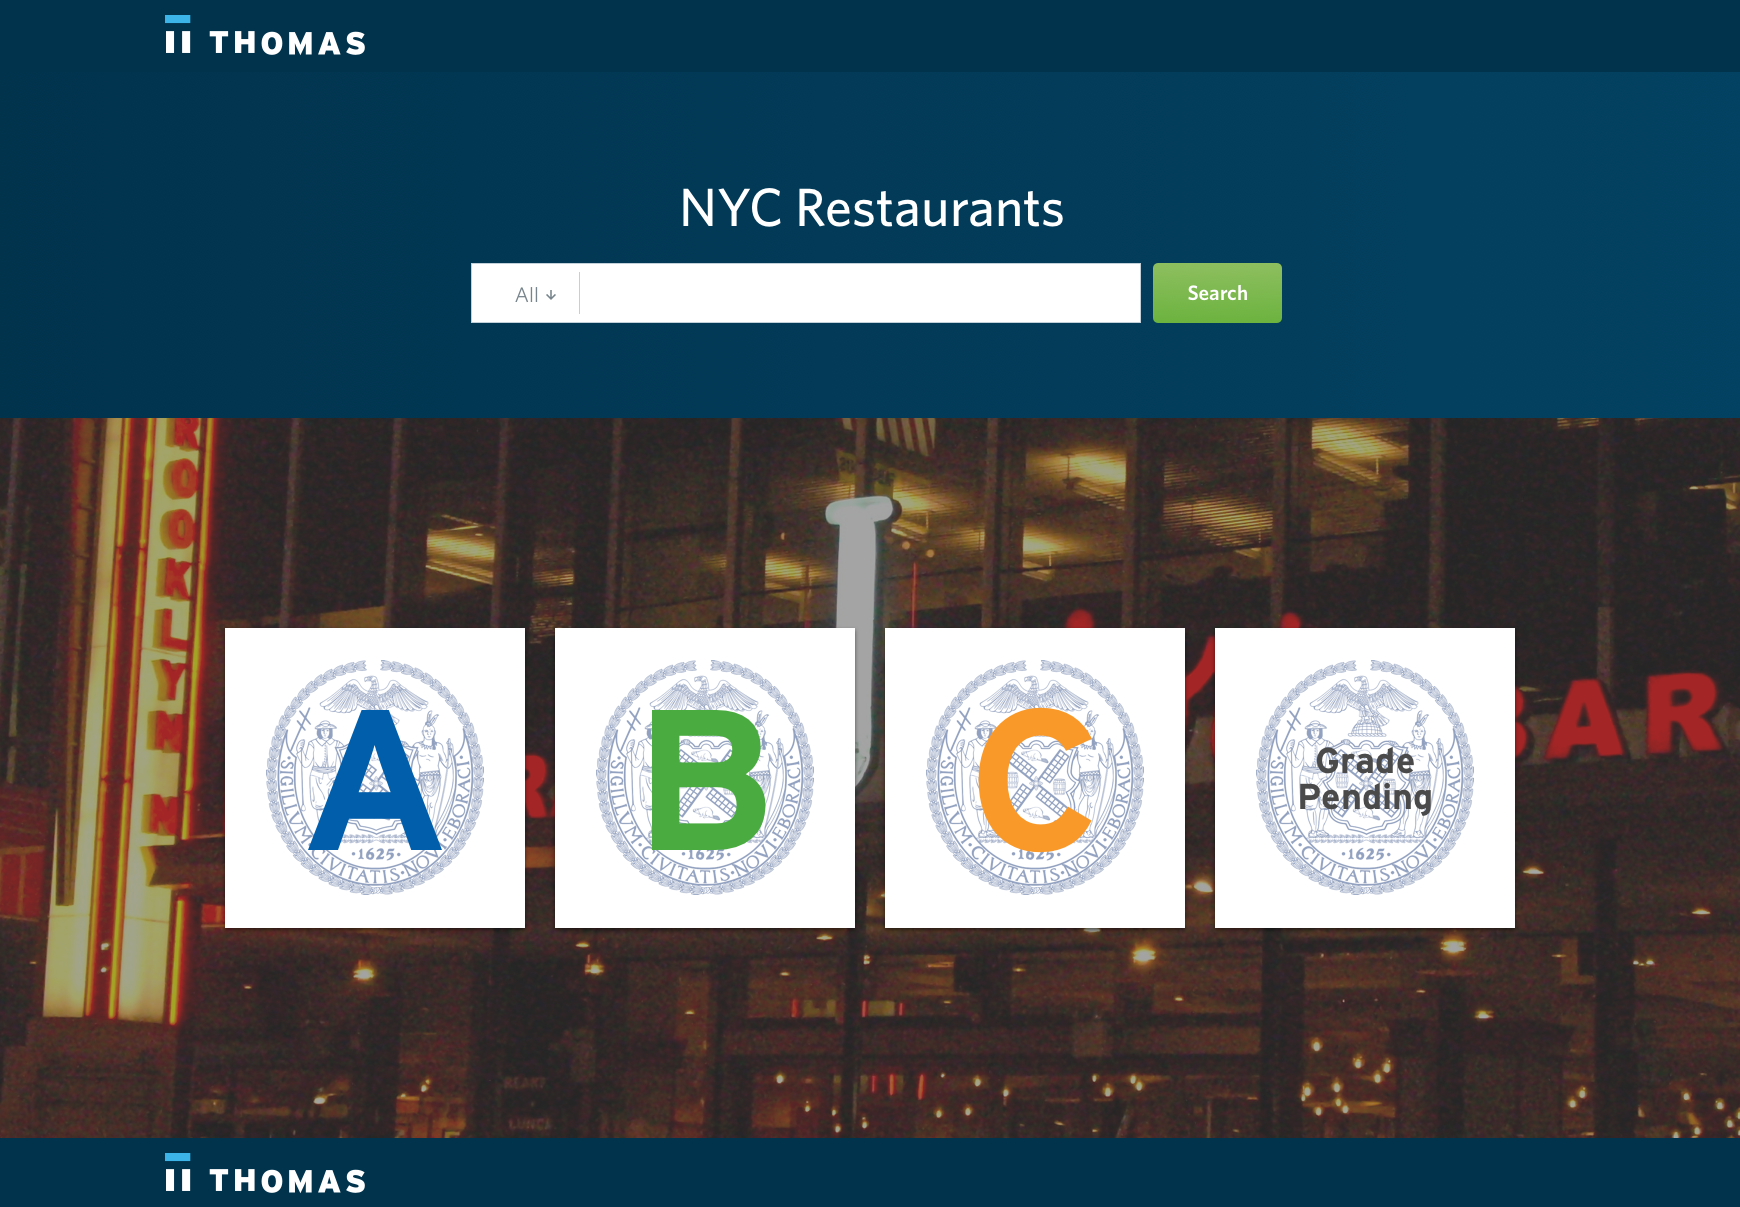 THOMAS
NYC Restaurants
All ↓
Search
ROOKLYN
BAR
A
SIGILLVM·CIVITATIS·NOVI·EBORACI
·1625·
B
SIGILLVM·CIVITATIS·NOVI·EBORACI
·1625·
C
SIGILLVM·CIVITATIS·NOVI·EBORACI
·1625·
Grade
Pending
SIGILLVM·CIVITATIS·NOVI·EBORACI
·1625·
THOMAS